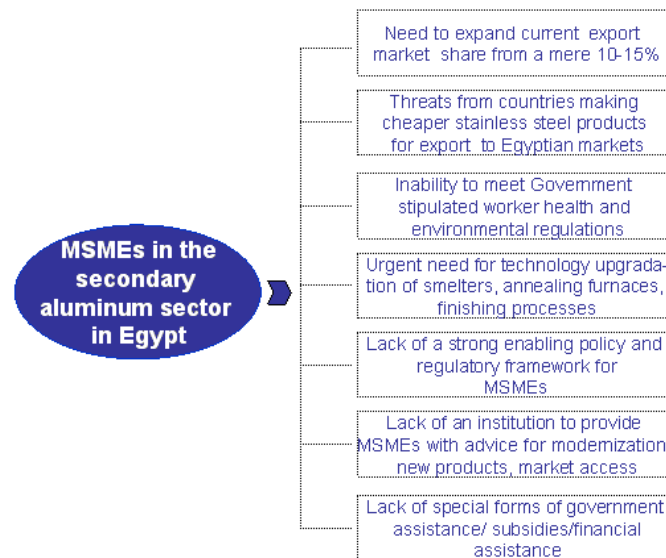 MSMEs in the
secondary
aluminum sector
in Egypt
Need to expand current export
market share from a mere 10-15%
Threats from countries making
cheaper stainless steel products
for export to Egyptian markets
Inability to meet Government
stipulated worker health and
environmental regulations
Urgent need for technology upgrada-
tion of smelters, annealing furnaces,
finishing processes
Lack of a strong enabling policy and
regulatory framework for
MSMEs
Lack of an institution to provide
MSMEs with advice for modernization
new products, market access
Lack of special forms of government
assistance/ subsidies/financial
assistance